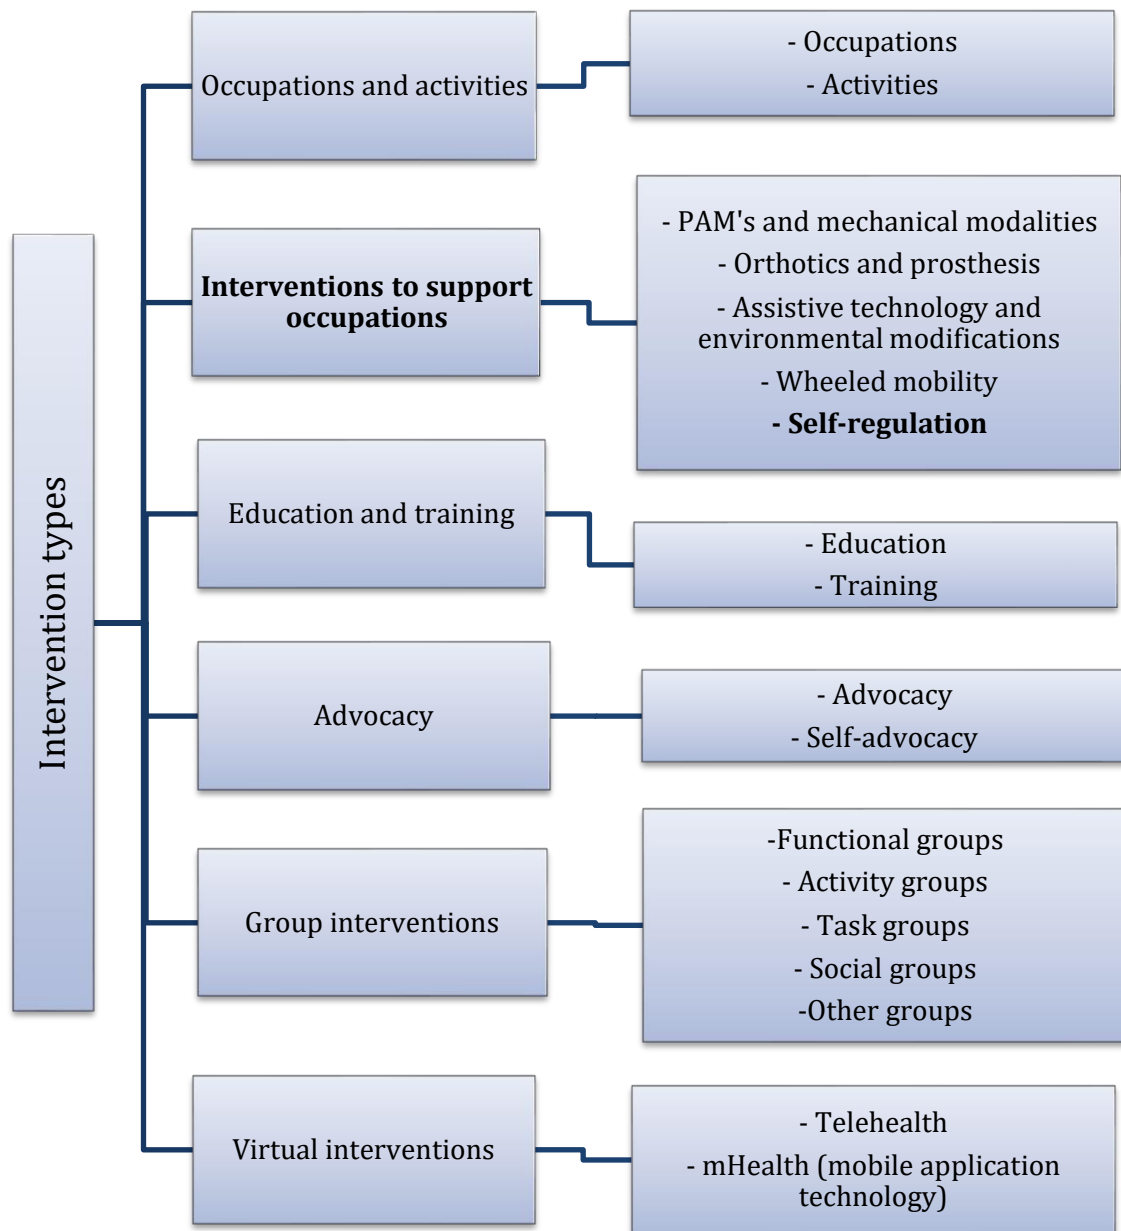 Intervention types
Occupations and activities
- Occupations
- Activities
Interventions to support
occupations
- PAM's and mechanical modalities
- Orthotics and prosthesis
- Assistive technology and
environmental modifications
- Wheeled mobility
- Self-regulation
Education and training
- Education
- Training
Advocacy
- Advocacy
- Self-advocacy
Group interventions
-Functional groups
- Activity groups
- Task groups
- Social groups
-Other groups
Virtual interventions
- Telehealth
- mHealth (mobile application
technology)